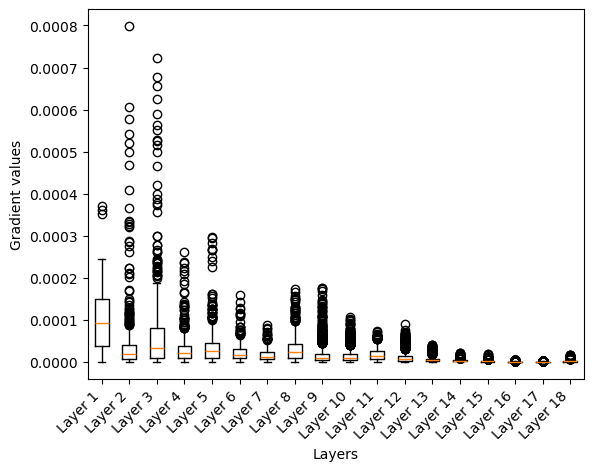 0.0008
0.0007
0.0006
0.0005
0.0004
0.0003
0.0002
0.0001
0.0000
Gradient values
Layer 1
Layer 2
Layer 3
Layer 4
Layer 5
Layer 6
Layer 7
Layer 8
Layer 9
Layer 10
Layer 11
Layer 12
Layer 13
Layer 14
Layer 15
Layer 16
Layer 17
Layer 18
Layers